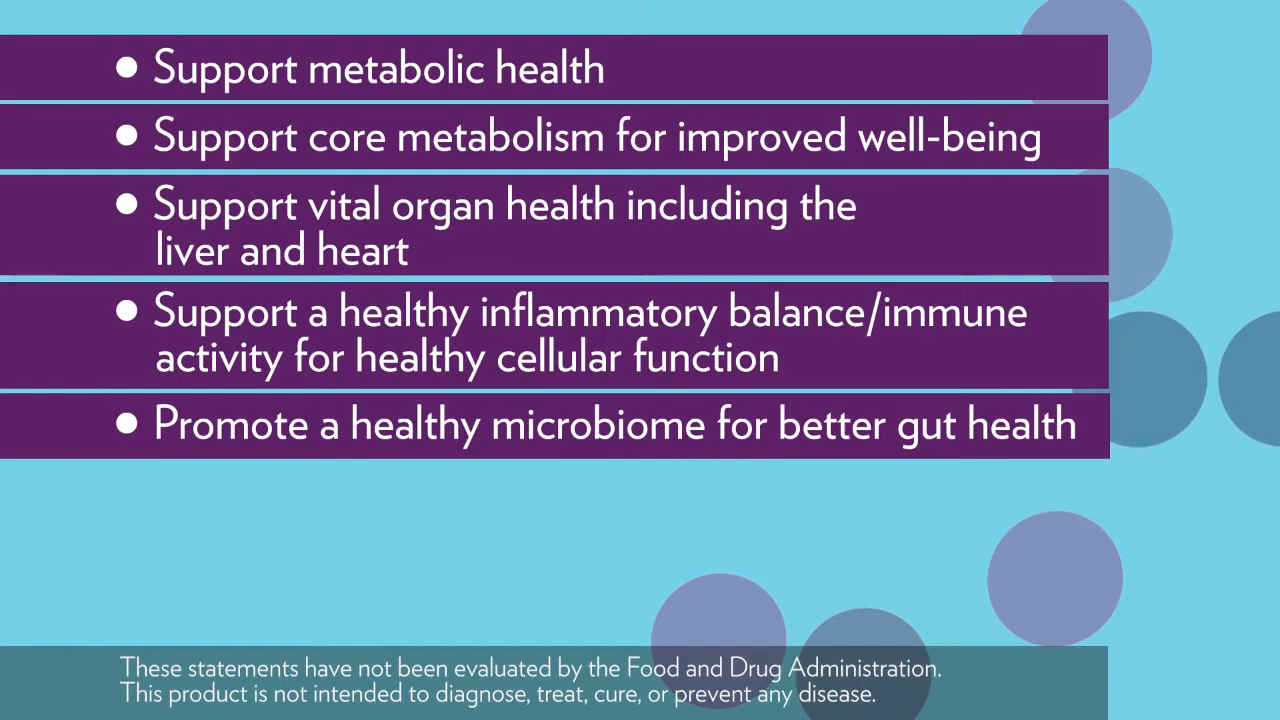 • Support metabolic health
• Support core metabolism for improved well-being
• Support vital organ health including the
liver and heart
• Support a healthy inflammatory balance/immune
activity for healthy cellular function
• Promote a healthy microbiome for better gut health
These statements have not been evaluated by the Food and Drug Administration.
This product is not intended to diagnose, treat, cure, or prevent any disease.